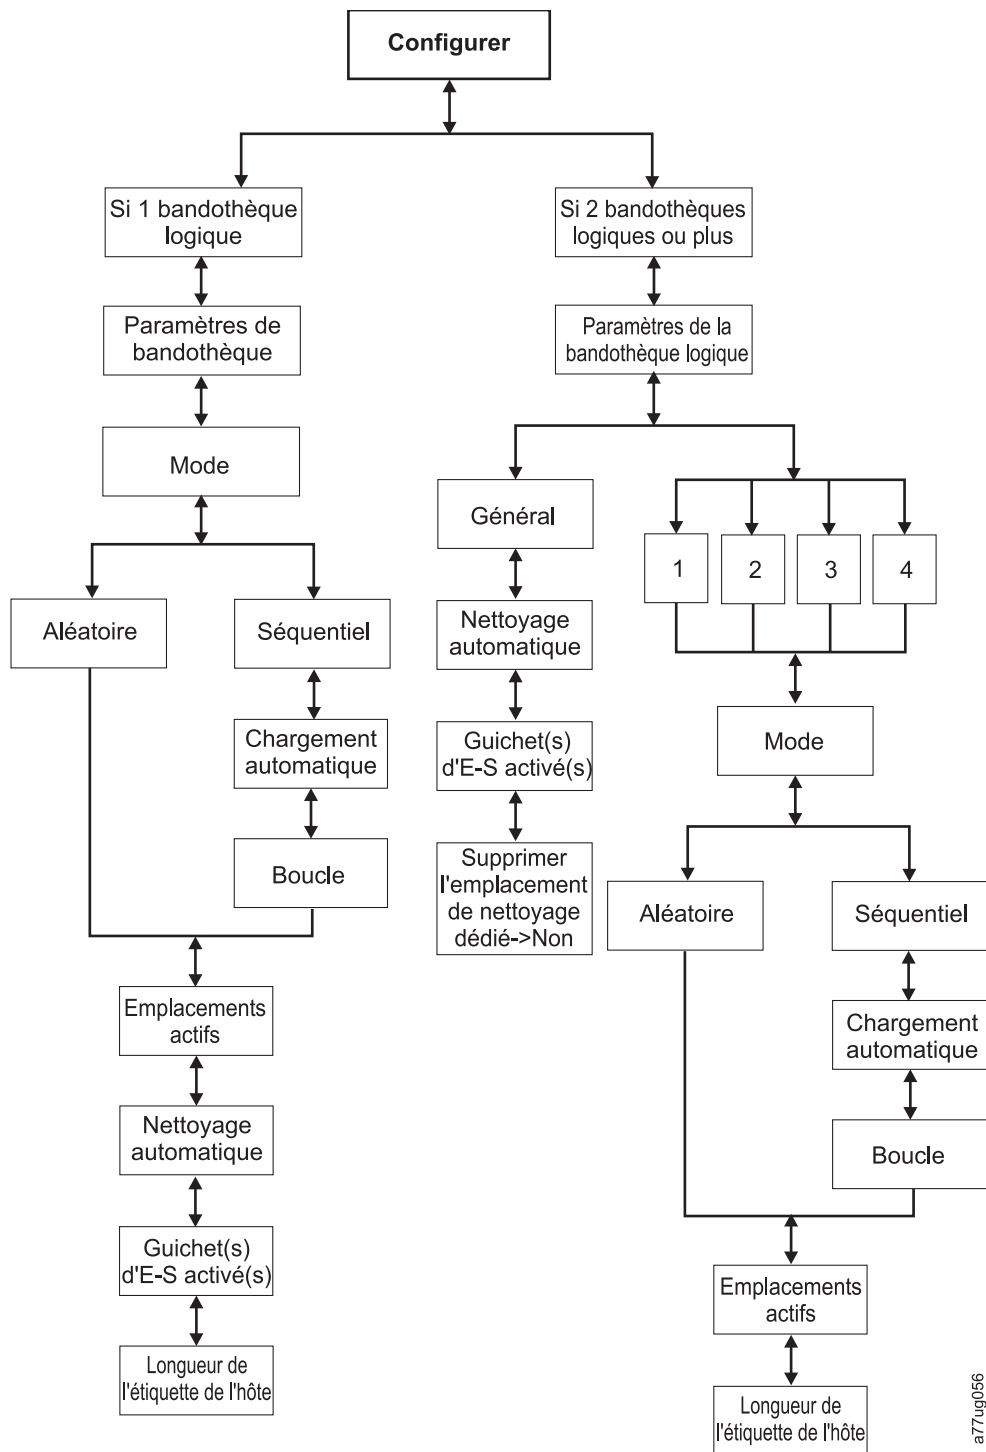 Configurer
Si 1 bandothèque
logique
Paramètres de
bandothèque
Mode
Aléatoire
Séquentiel
Chargement
automatique
Boucle
Emplacements
actifs
Nettoyage
automatique
Guichet(s)
d'E-S activé(s)
Longueur de
l'étiquette de l'hôte
Si 2 bandothèques
logiques ou plus
Paramètres de la
bandothèque logique
Général
Nettoyage
automatique
Guichet(s)
d'E-S activé(s)
Supprimer
l'emplacement
de nettoyage
dédié->Non
1
2
3
4
Mode
Aléatoire
Séquentiel
Chargement
automatique
Boucle
Emplacements
actifs
Longueur de
l'étiquette de l'hôte
a77ug056